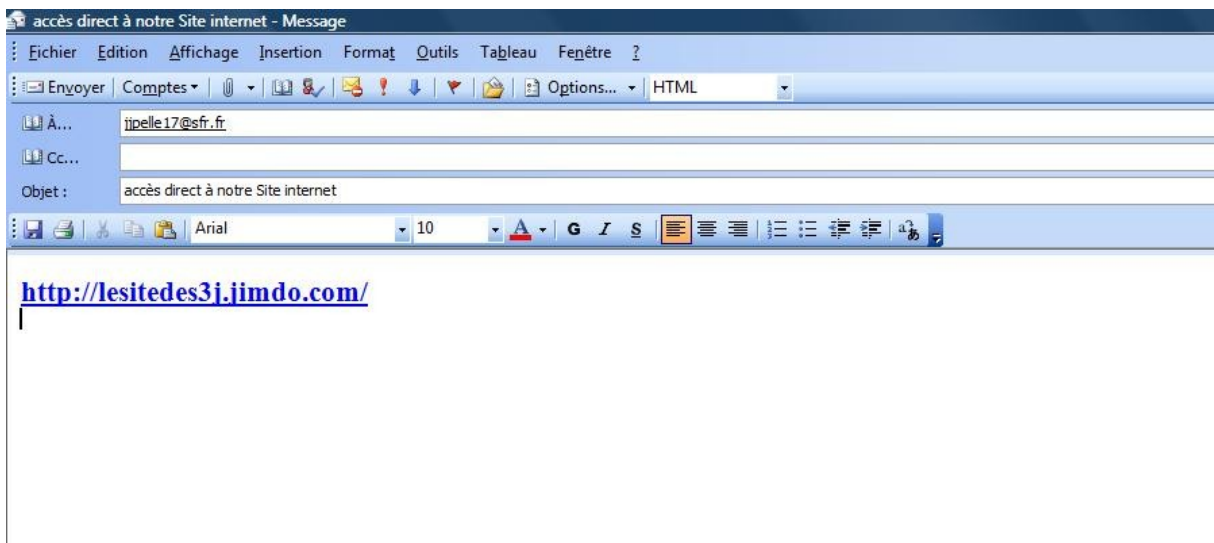 accès direct à notre Site internet - Message
Fichier Edition Affichage Insertion Format Outils Tableau Fenêtre ?
Envoyer Comptes Options... HTML
À... jjpelle17@sfr.fr
Cc...
Objet : accès direct à notre Site internet
Arial 10 A G I S
http://lesitedes3j.jimdo.com/